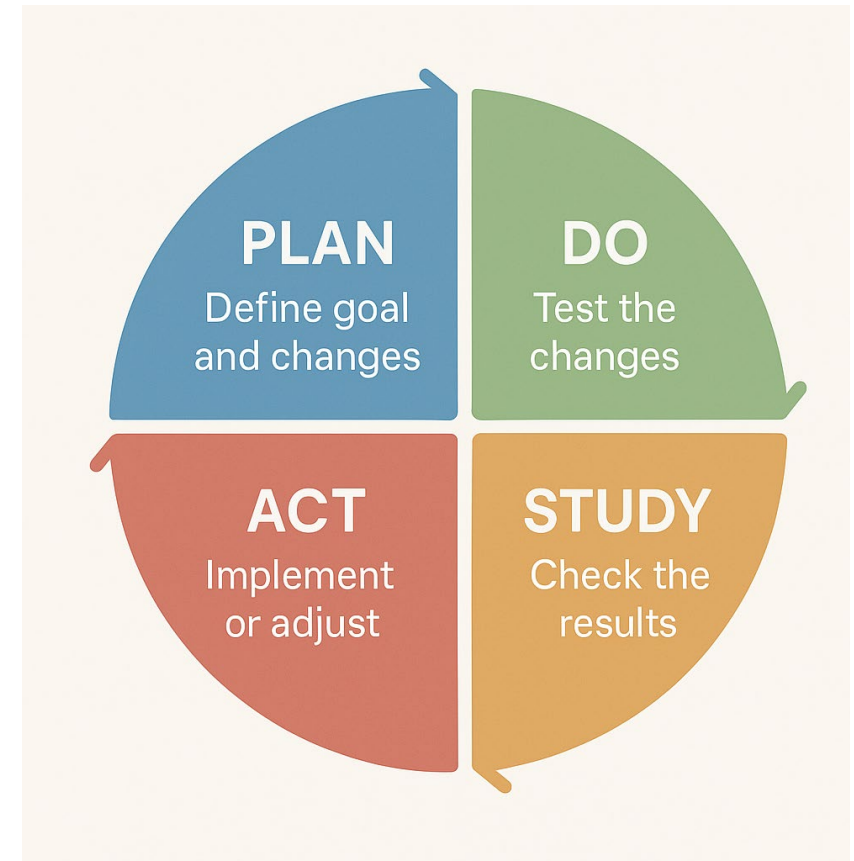 PLAN
Define goal
and changes
DO
Test the
changes
STUDY
Check the
results
ACT
Implement
or adjust